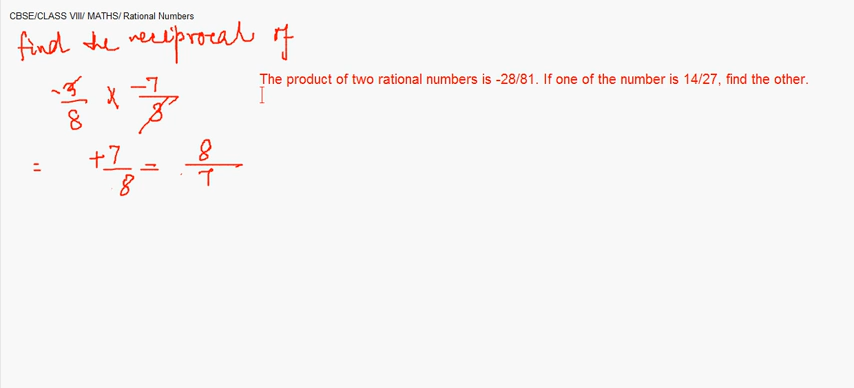 CBSE/CLASS VIII/ MATHS/ Rational Numbers
find the reciprocal of
The product of two rational numbers is -28/81. If one of the number is 14/27, find the other.
-3/8 × -7/3
= +7/8 = 8/7